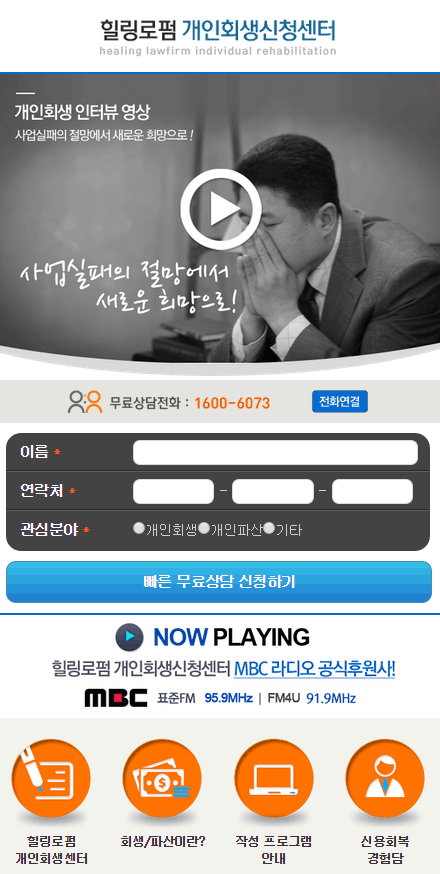 힐링로펌 개인회생신청센터
healing lawfirm individual rehabilitation
개인회생 인터뷰 영상
사업실패의 절망에서 새로운 희망으로!
사업실패의 절망에서
새로운 희망으로!
무료상담전화 : 1600-6073 전화연결
이름 *
연락처 * - -
관심분야 * 개인회생 개인파산 기타
빠른 무료상담 신청하기
NOW PLAYING
힐링로펌 개인회생신청센터 MBC 라디오 공식후원사!
MBC 표준FM 95.9MHz | FM4U 91.9MHz
힐링로펌 회생/파산이란? 작성 프로그램 신용회복
개인회생센터 안내 경험담